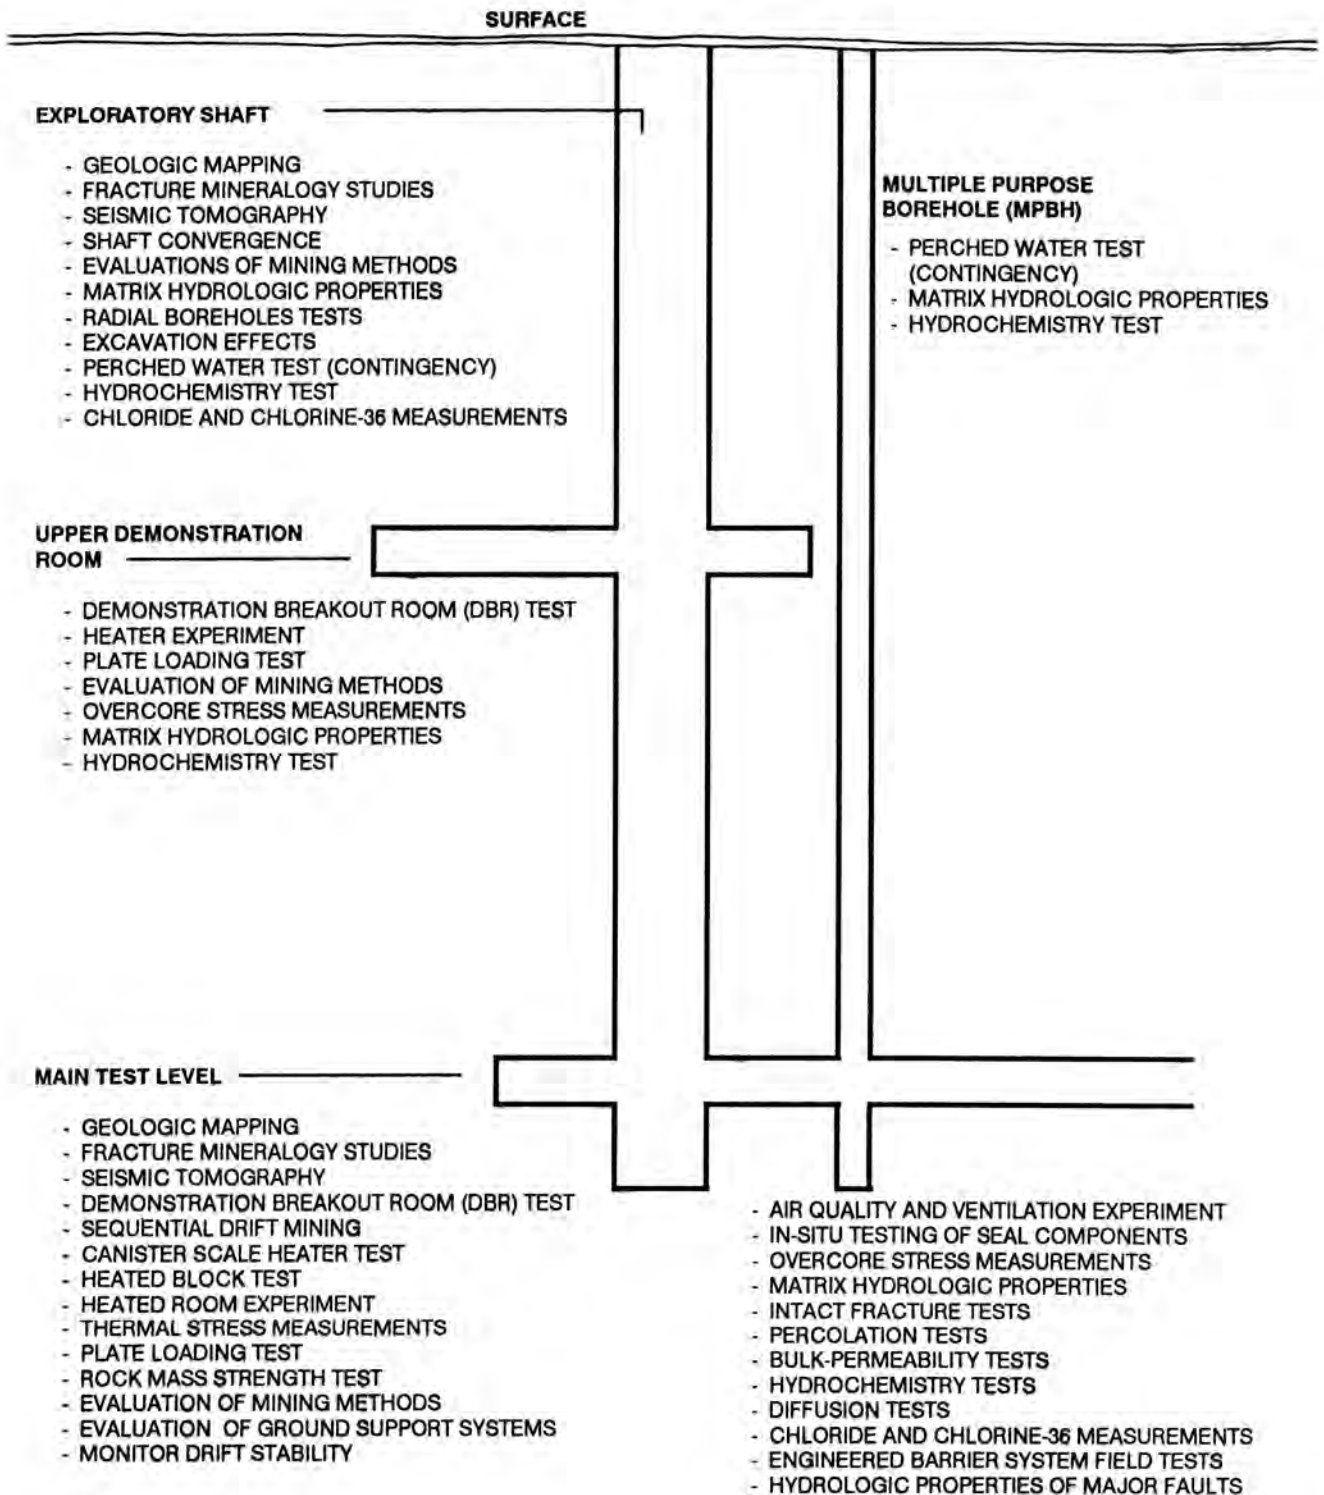 SURFACE
EXPLORATORY SHAFT
- GEOLOGIC MAPPING
- FRACTURE MINERALOGY STUDIES
- SEISMIC TOMOGRAPHY
- SHAFT CONVERGENCE
- EVALUATIONS OF MINING METHODS
- MATRIX HYDROLOGIC PROPERTIES
- RADIAL BOREHOLES TESTS
- EXCAVATION EFFECTS
- PERCHED WATER TEST (CONTINGENCY)
- HYDROCHEMISTRY TEST
- CHLORIDE AND CHLORINE-36 MEASUREMENTS
MULTIPLE PURPOSE
BOREHOLE (MPBH)
- PERCHED WATER TEST
(CONTINGENCY)
- MATRIX HYDROLOGIC PROPERTIES
- HYDROCHEMISTRY TEST
UPPER DEMONSTRATION
ROOM
- DEMONSTRATION BREAKOUT ROOM (DBR) TEST
- HEATER EXPERIMENT
- PLATE LOADING TEST
- EVALUATION OF MINING METHODS
- OVERCORE STRESS MEASUREMENTS
- MATRIX HYDROLOGIC PROPERTIES
- HYDROCHEMISTRY TEST
MAIN TEST LEVEL
- GEOLOGIC MAPPING
- FRACTURE MINERALOGY STUDIES
- SEISMIC TOMOGRAPHY
- DEMONSTRATION BREAKOUT ROOM (DBR) TEST
- SEQUENTIAL DRIFT MINING
- CANISTER SCALE HEATER TEST
- HEATED BLOCK TEST
- HEATED ROOM EXPERIMENT
- THERMAL STRESS MEASUREMENTS
- PLATE LOADING TEST
- ROCK MASS STRENGTH TEST
- EVALUATION OF MINING METHODS
- EVALUATION OF GROUND SUPPORT SYSTEMS
- MONITOR DRIFT STABILITY
- AIR QUALITY AND VENTILATION EXPERIMENT
- IN-SITU TESTING OF SEAL COMPONENTS
- OVERCORE STRESS MEASUREMENTS
- MATRIX HYDROLOGIC PROPERTIES
- INTACT FRACTURE TESTS
- PERCOLATION TESTS
- BULK-PERMEABILITY TESTS
- HYDROCHEMISTRY TESTS
- DIFFUSION TESTS
- CHLORIDE AND CHLORINE-36 MEASUREMENTS
- ENGINEERED BARRIER SYSTEM FIELD TESTS
- HYDROLOGIC PROPERTIES OF MAJOR FAULTS